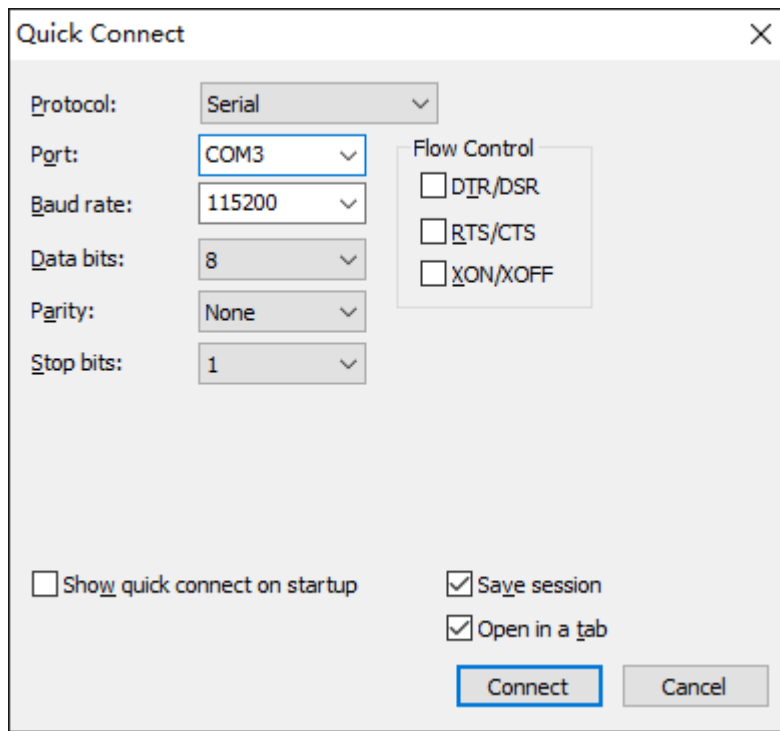 Quick Connect
Protocol: Serial
Port: COM3
Flow Control
Baud rate: 115200
DTR/DSR
RTS/CTS
Data bits: 8
XON/XOFF
Parity: None
Stop bits: 1
Show quick connect on startup
Save session
Open in a tab
Connect Cancel